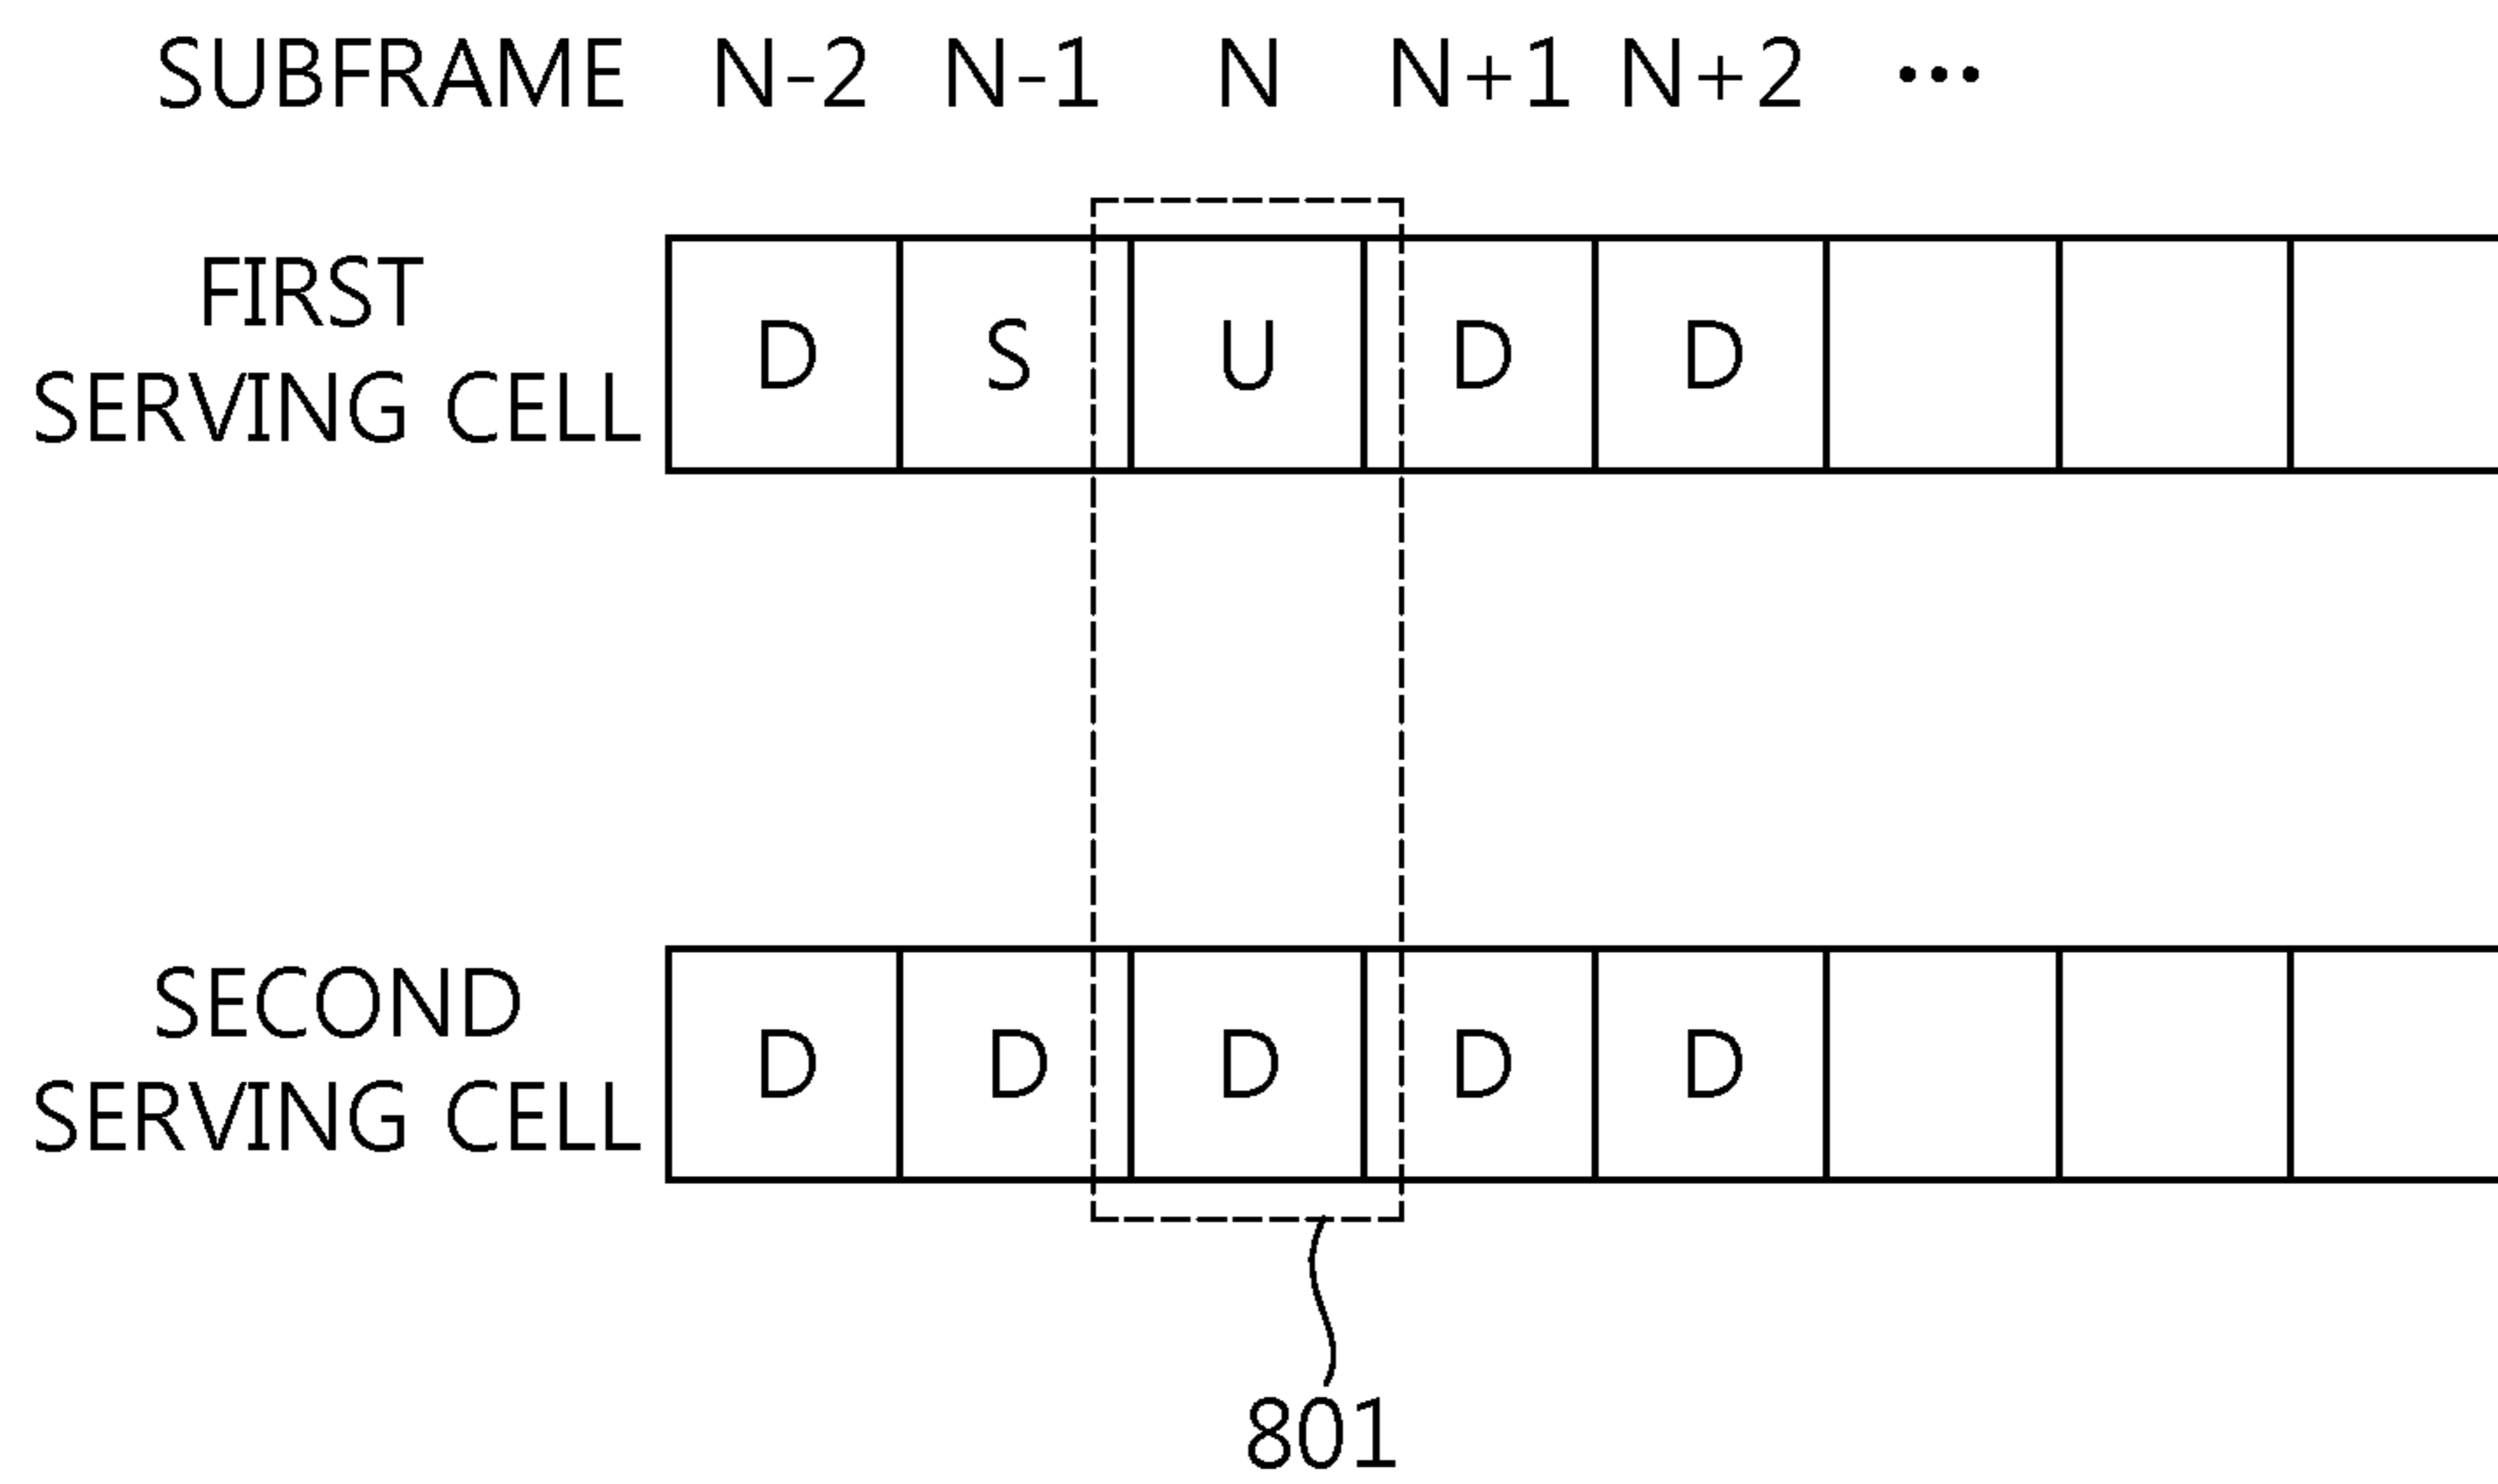 SUBFRAME N-2 N-1 N N+1 N+2 •••
FIRST
SERVING CELL
D S U D D
SECOND
SERVING CELL
D D D D D
801